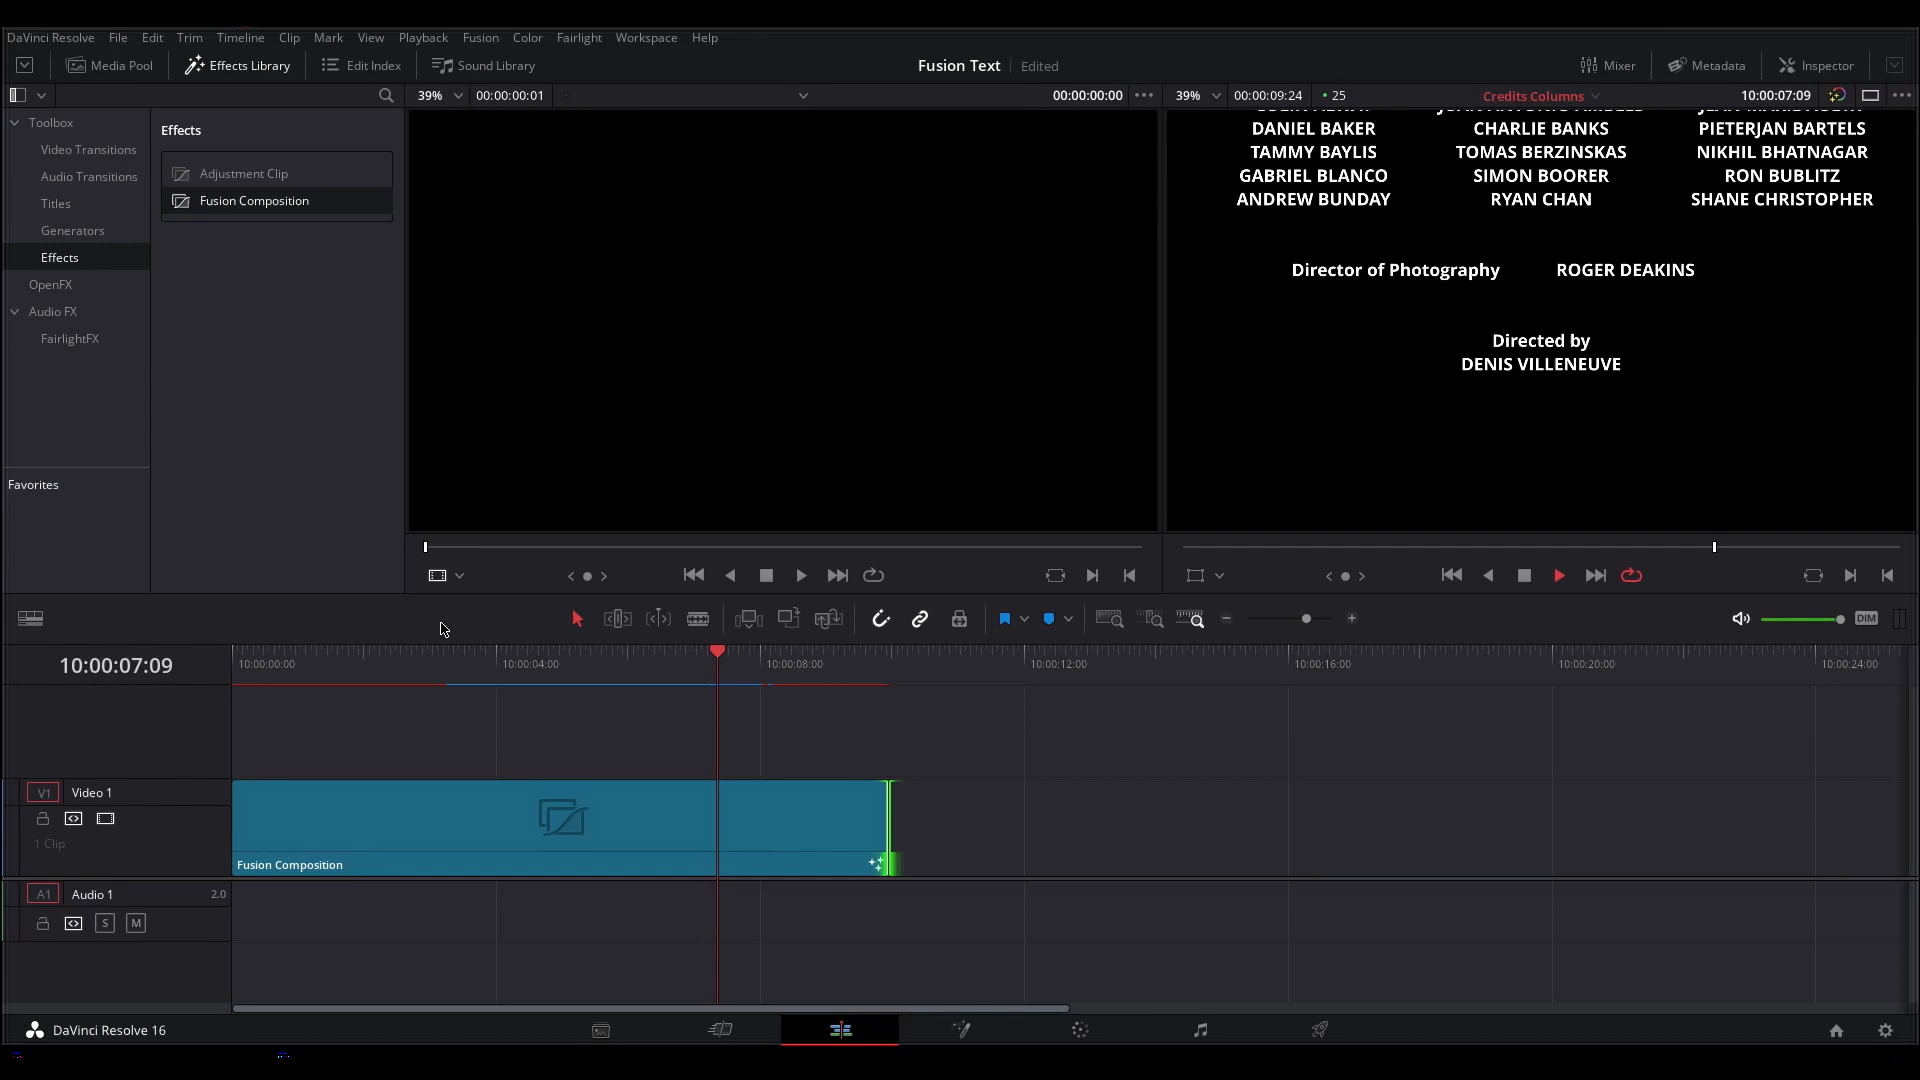 DaVinci Resolve File Edit Trim Timeline Clip Mark View Playback Fusion Color Fairlight Workspace Help
Media Pool Effects Library Edit Index Sound Library Fusion Text Edited Mixer Metadata Inspector
39% 00:00:00:01 00:00:00:00 39% 00:00:09:24 25 Credits Columns 10:00:07:09
Toolbox
Video Transitions
Audio Transitions
Titles
Generators
Effects
OpenFX
Audio FX
FairlightFX
Favorites
Effects
Adjustment Clip
Fusion Composition
DANIEL BAKER CHARLIE BANKS PIETERJAN BARTELS
TAMMY BAYLIS TOMAS BERZINSKAS NIKHIL BHATNAGAR
GABRIEL BLANCO SIMON BOORER RON BUBLITZ
ANDREW BUNDAY RYAN CHAN SHANE CHRISTOPHER
Director of Photography ROGER DEAKINS
Directed by
DENIS VILLENEUVE
DIM
10:00:07:09
10:00:00:00 10:00:04:00 10:00:08:00 10:00:12:00 10:00:16:00 10:00:20:00 10:00:24:00
V1 Video 1
1 Clip
Fusion Composition
A1 Audio 1 2.0
S M
DaVinci Resolve 16